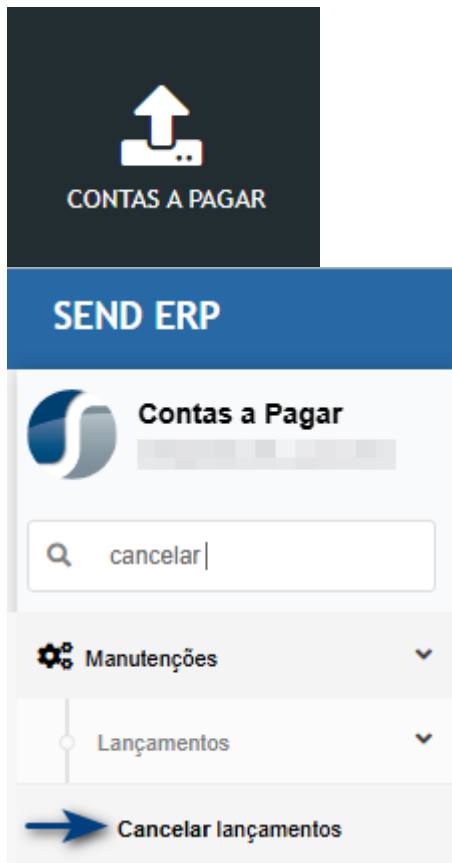 CONTAS A PAGAR
SEND ERP
Contas a Pagar
cancelar
Manutenções
Lançamentos
Cancelar lançamentos